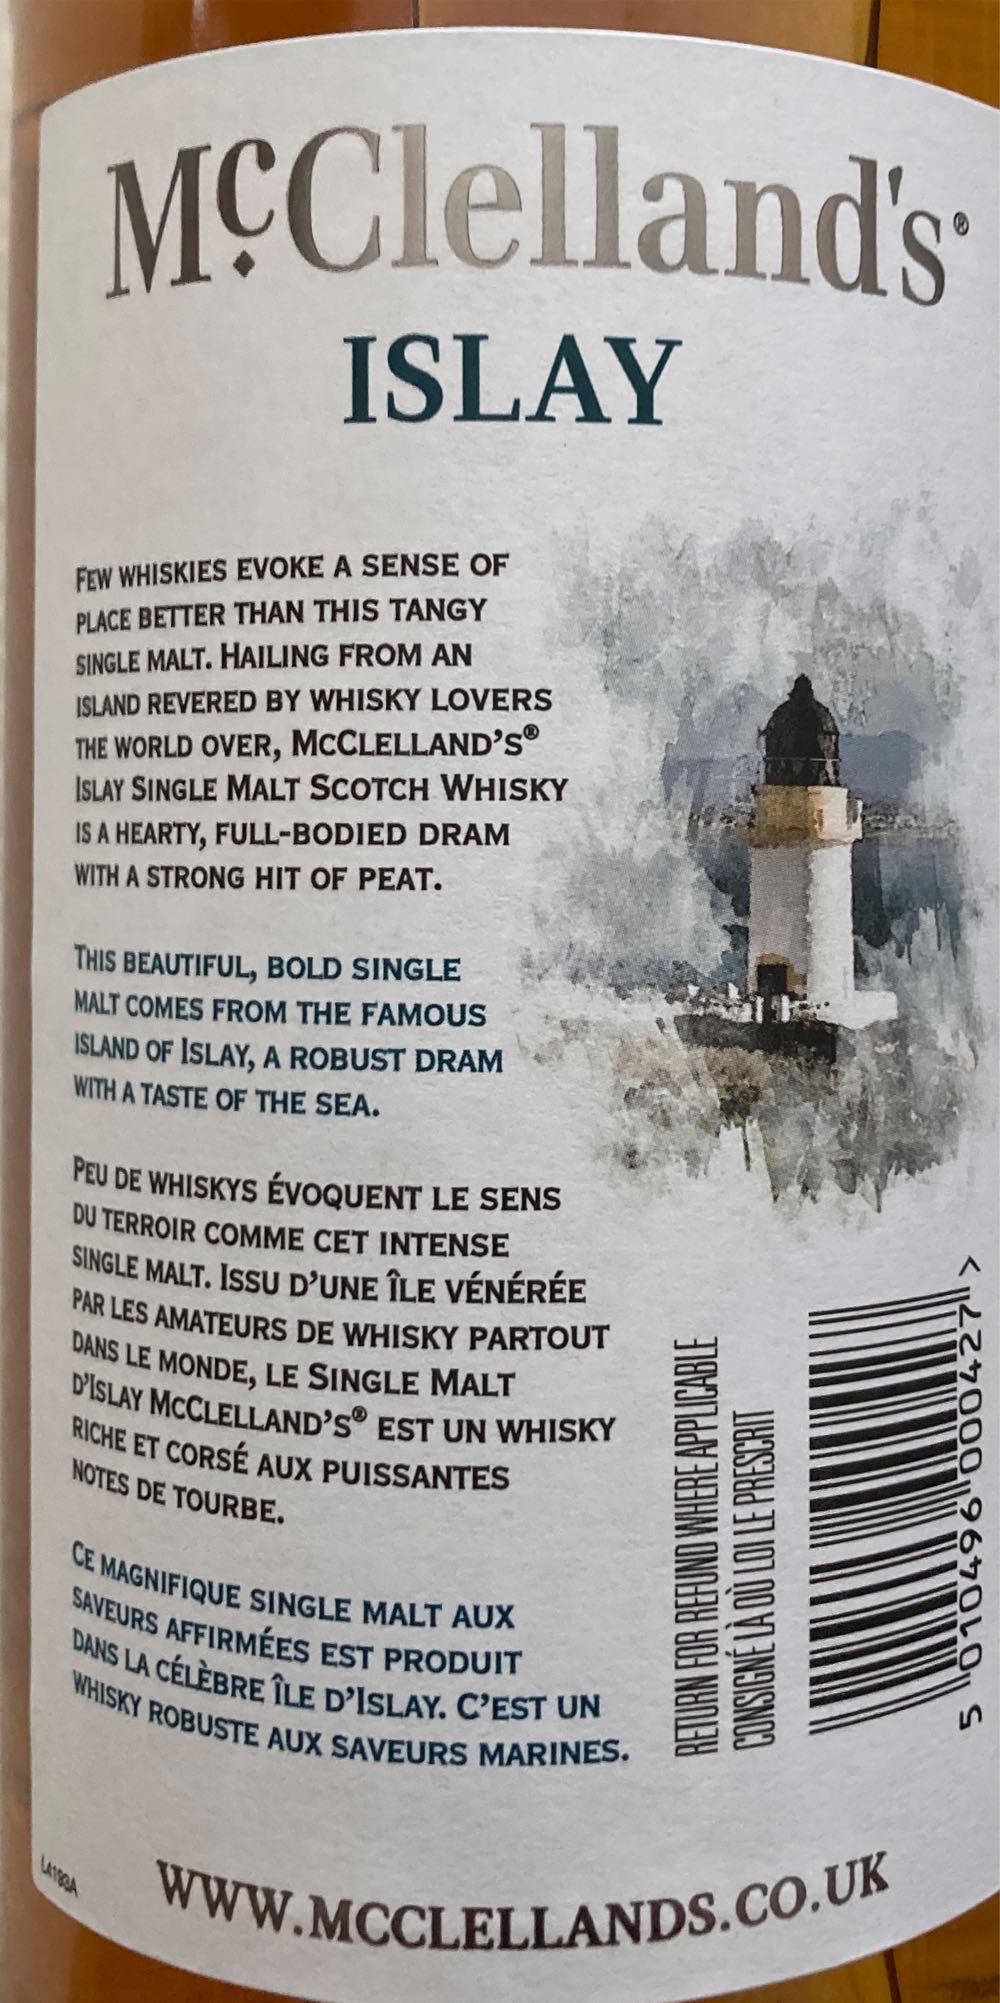 McClelland's®
ISLAY
FEW WHISKIES EVOKE A SENSE OF
PLACE BETTER THAN THIS TANGY
SINGLE MALT. HAILING FROM AN
ISLAND REVERED BY WHISKY LOVERS
THE WORLD OVER, MCCLELLAND'S®
ISLAY SINGLE MALT SCOTCH WHISKY
IS A HEARTY, FULL-BODIED DRAM
WITH A STRONG HIT OF PEAT.
THIS BEAUTIFUL, BOLD SINGLE
MALT COMES FROM THE FAMOUS
ISLAND OF ISLAY, A ROBUST DRAM
WITH A TASTE OF THE SEA.
PEU DE WHISKYS ÉVOQUENT LE SENS
DU TERROIR COMME CET INTENSE
SINGLE MALT. ISSU D'UNE ÎLE VÉNÉRÉE
PAR LES AMATEURS DE WHISKY PARTOUT
DANS LE MONDE, LE SINGLE MALT
D'ISLAY MCCLELLAND'S® EST UN WHISKY
RICHE ET CORSÉ AUX PUISSANTES
NOTES DE TOURBE.
CE MAGNIFIQUE SINGLE MALT AUX
SAVEURS AFFIRMÉES EST PRODUIT
DANS LA CÉLÈBRE ÎLE D'ISLAY. C'EST UN
WHISKY ROBUSTE AUX SAVEURS MARINES.
RETURN FOR REFUND WHERE APPLICABLE
CONSIGNÉ LÀ OÙ LOI LE PRESCRIT
5 010496 000427 >
L4193A
WWW.MCCLELLANDS.CO.UK